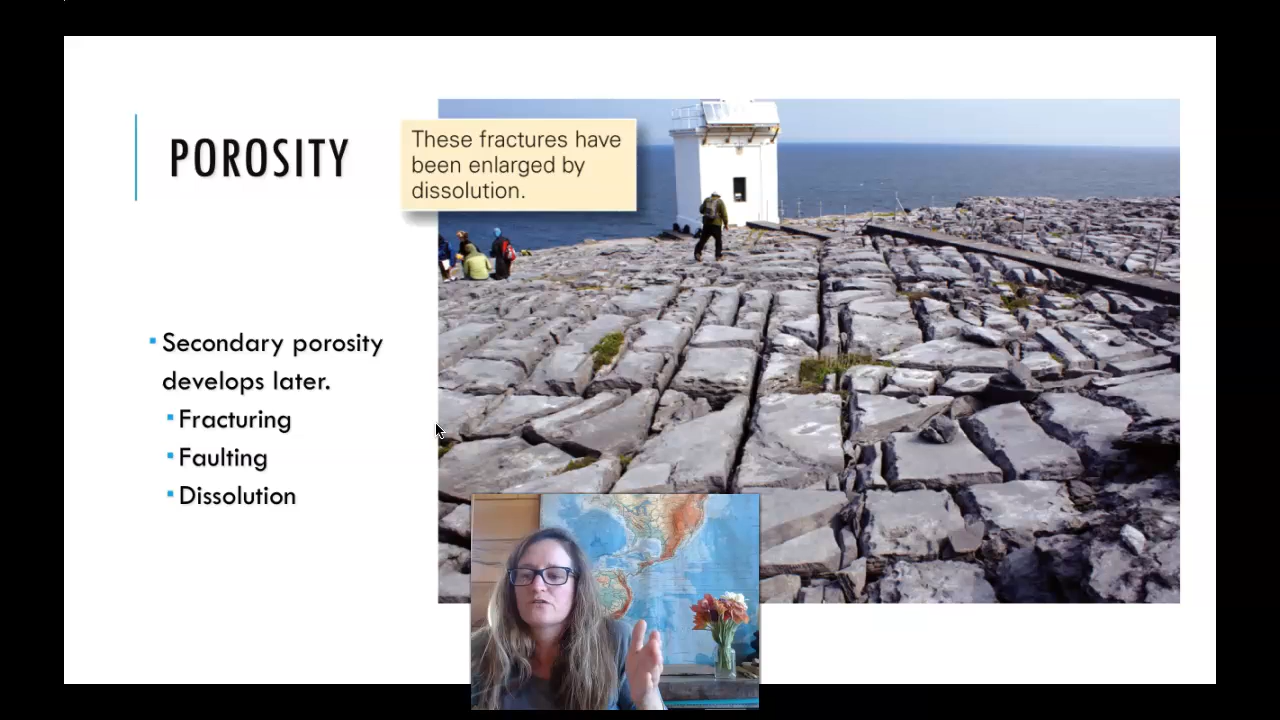 POROSITY
These fractures have
been enlarged by
dissolution.
Secondary porosity
develops later.
Fracturing
Faulting
Dissolution